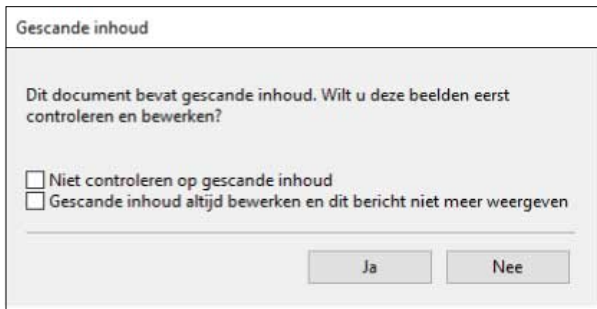 Gescande inhoud
Dit document bevat gescande inhoud. Wilt u deze beelden eerst
controleren en bewerken?
Niet controleren op gescande inhoud
Gescande inhoud altijd bewerken en dit bericht niet meer weergeven
Ja
Nee